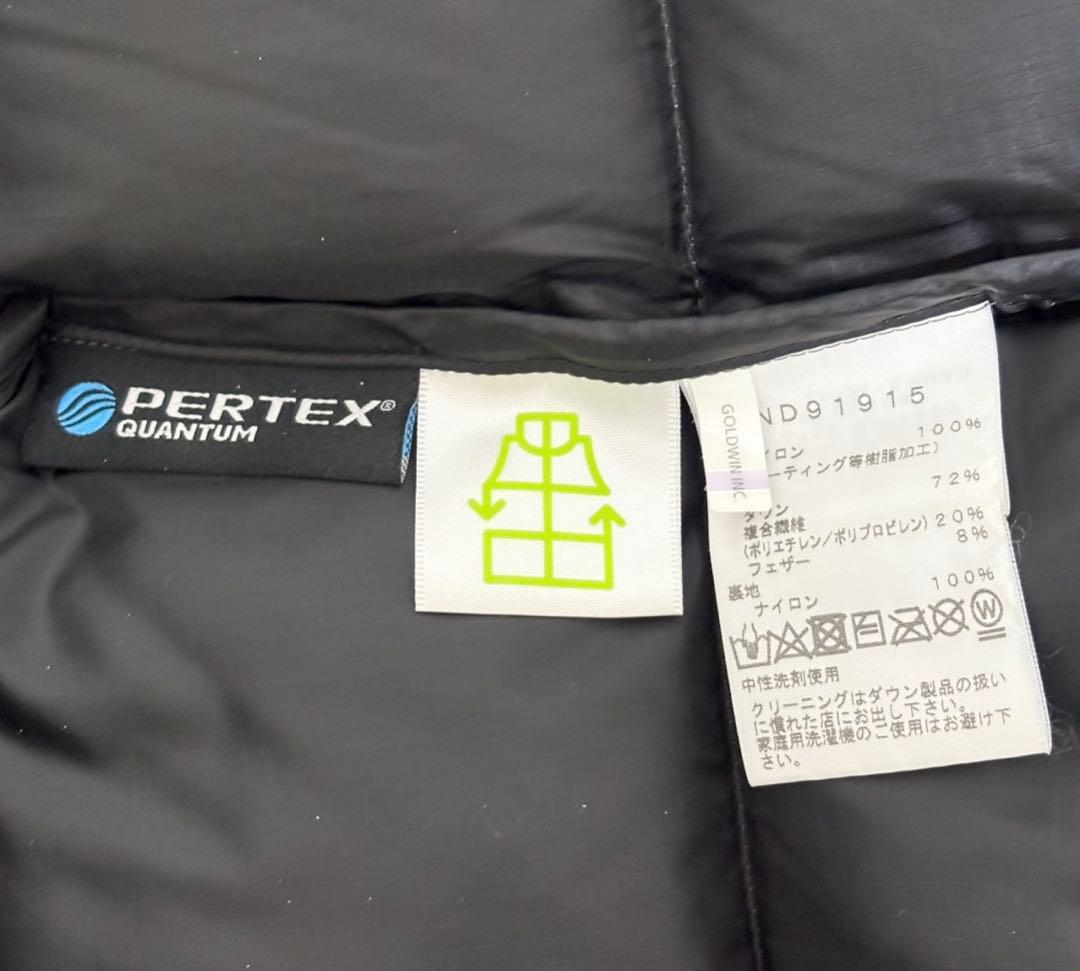 PERTEX®
QUANTUM
GOLDWIN INC.
ND91915
100%
イロン
ーティング等樹脂加工)
72%
ダウン
複合繊維
(ポリエチレン/ポリプロピレン) 20%
8%
フェザー
裏地
100%
ナイロン
W
中性洗剤使用
クリーニングはダウン製品の扱い
に慣れた店にお出し下さい。
家庭用洗濯機のご使用はお避け下
さい。